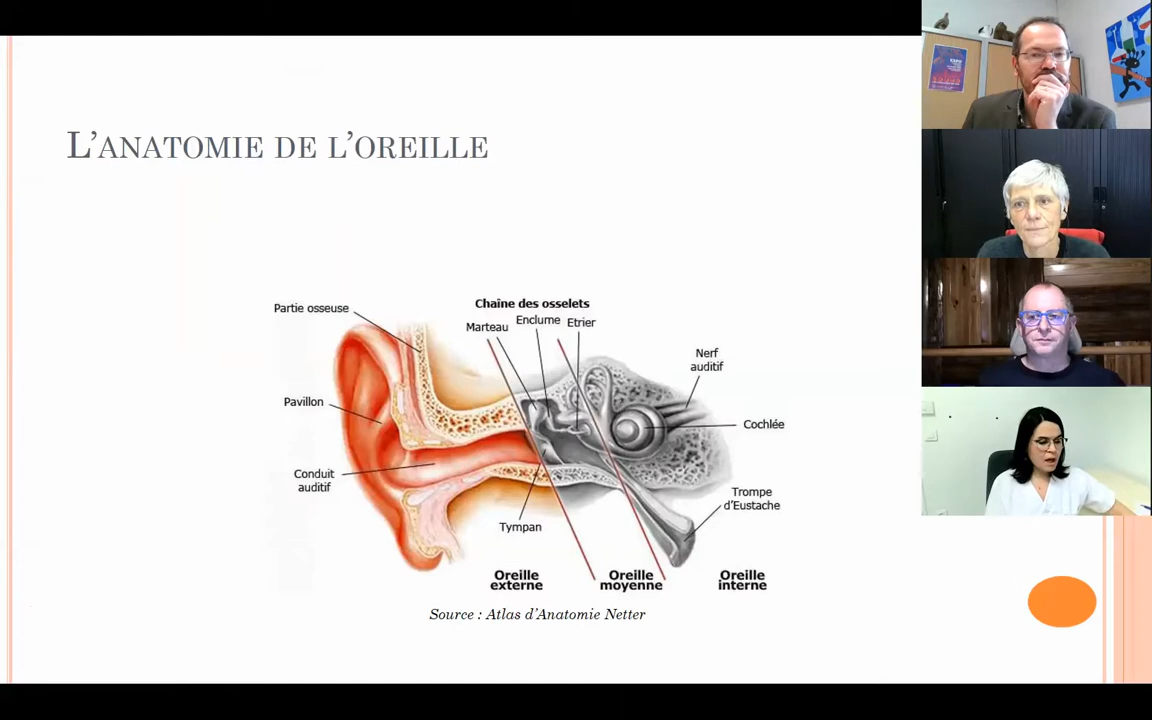 L'ANATOMIE DE L'OREILLE
Partie osseuse
Chaîne des osselets
Marteau
Enclume
Etrier
Nerf
auditif
Pavillon
Cochlée
Conduit
auditif
Trompe
d'Eustache
Tympan
Oreille
externe
Oreille
moyenne
Oreille
interne
Source : Atlas d'Anatomie Netter